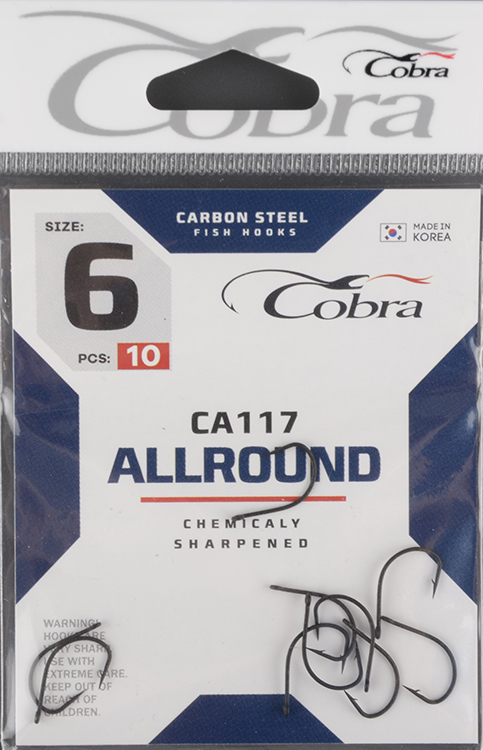 Cobra
Cobra
CARBON STEEL
FISH HOOKS
SIZE:
6
PCS: 10
MADE IN
KOREA
Cobra
CA117
ALLROUND
CHEMICALY
SHARPENED
WARNING!
HOOKS ARE
VERY SHARP
USE WITH
EXTREME CARE.
KEEP OUT OF
REACH OF
CHILDREN.